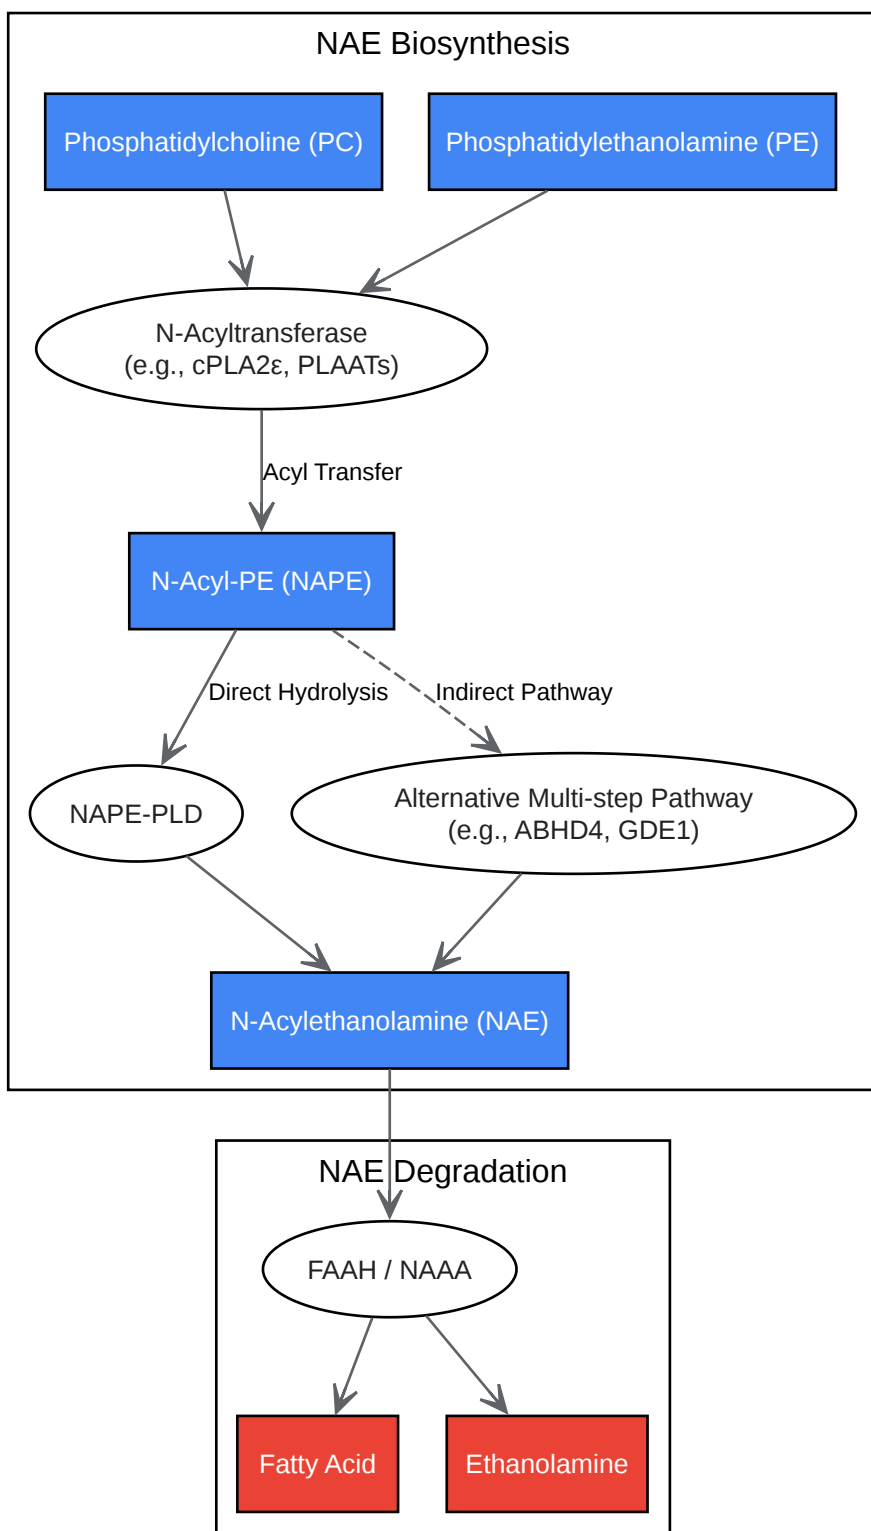 NAE Biosynthesis
Phosphatidylcholine (PC)
Phosphatidylethanolamine (PE)
N-Acyltransferase
(e.g., cPLA2ε, PLAATs)
Acyl Transfer
N-Acyl-PE (NAPE)
Direct Hydrolysis
Indirect Pathway
NAPE-PLD
Alternative Multi-step Pathway
(e.g., ABHD4, GDE1)
N-Acylethanolamine (NAE)
NAE Degradation
FAAH / NAAA
Fatty Acid
Ethanolamine